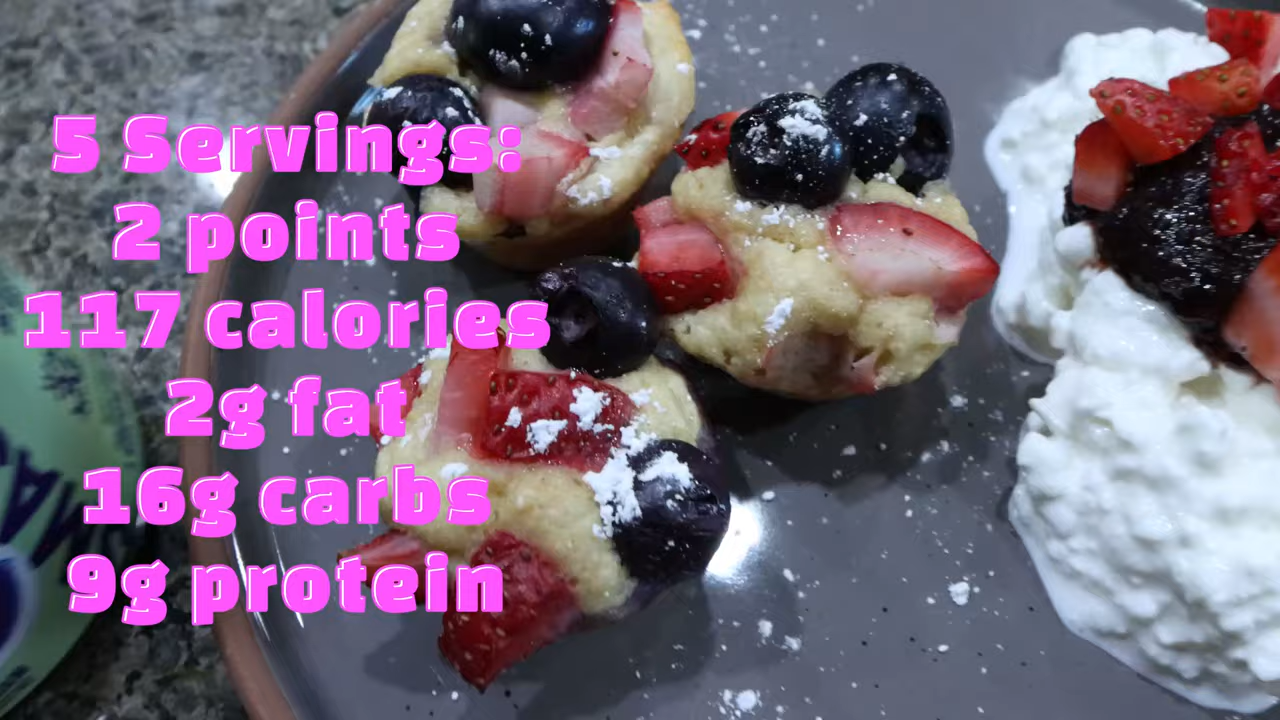 5 Servings:
2 points
117 calories
2g fat
16g carbs
9g protein